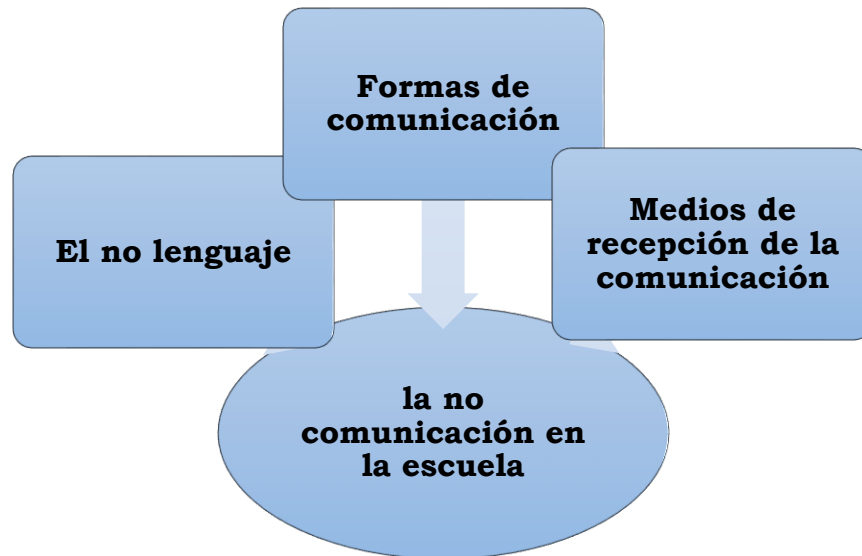 Formas de
comunicación
El no lenguaje
Medios de
recepción de la
comunicación
la no
comunicación en
la escuela